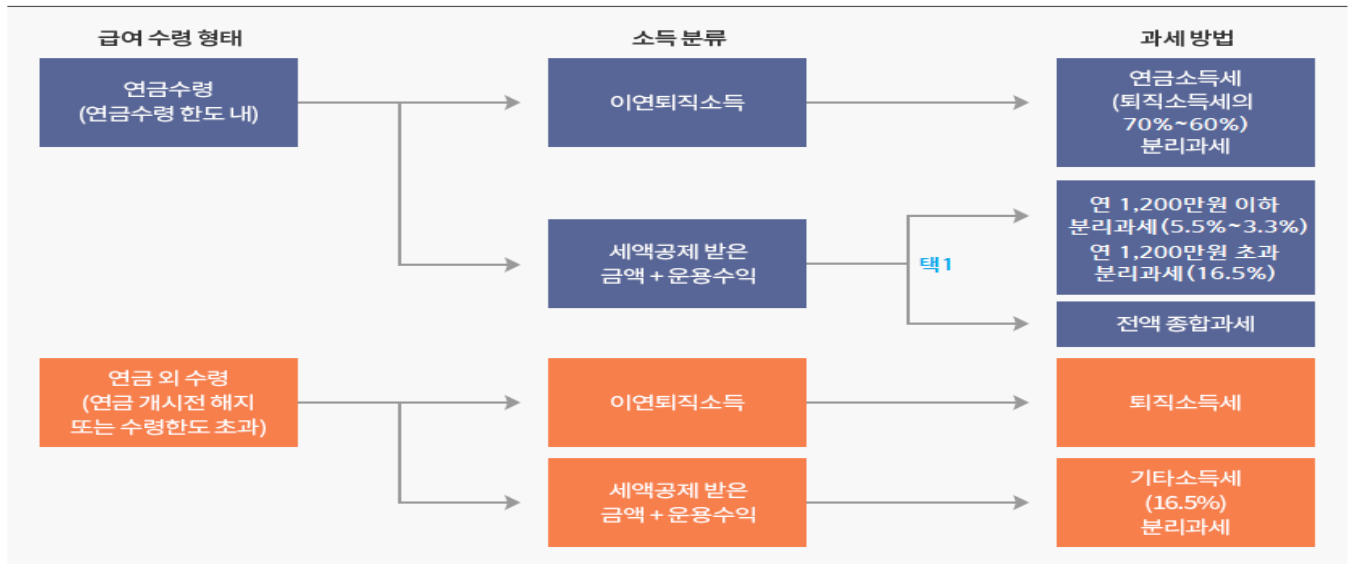 급여 수령 형태
소득 분류
과세 방법
연금수령
(연금수령 한도 내)
이연퇴직소득
연금소득세
(퇴직소득세의
70%~60%)
분리과세
세액공제 받은
금액 + 운용수익
택1
연 1,200만원 이하
분리과세(5.5%~3.3%)
연 1,200만원 초과
분리과세(16.5%)
전액 종합과세
연금 외 수령
(연금 개시전 해지
또는 수령한도 초과)
이연퇴직소득
퇴직소득세
세액공제 받은
금액 + 운용수익
기타소득세
(16.5%)
분리과세